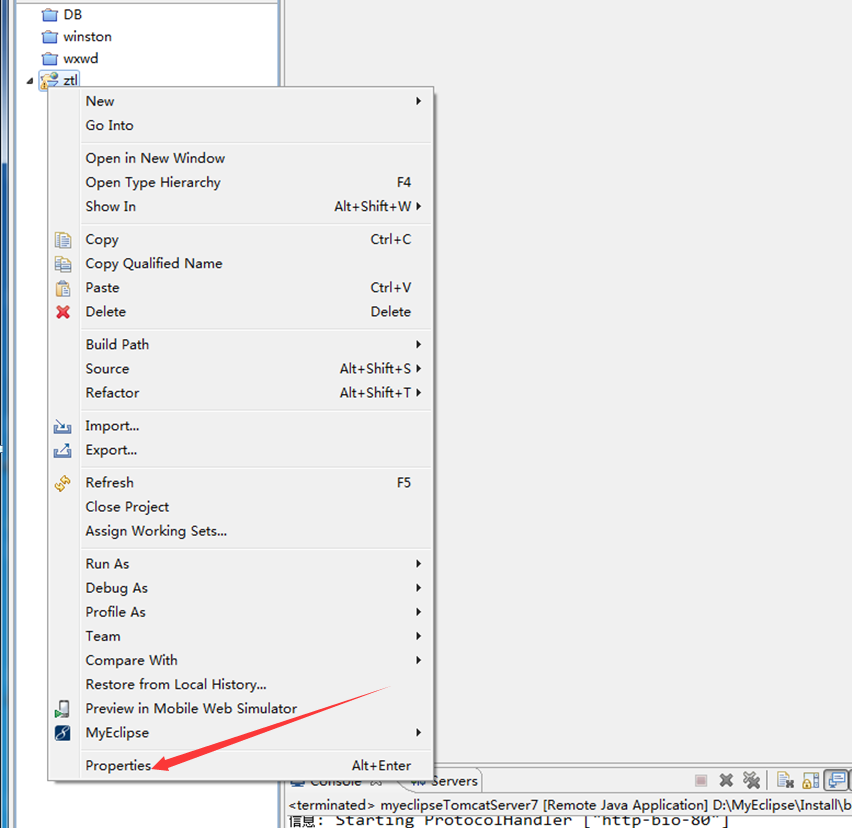 DB
winston
wxwd
ztl
New
Go Into
Open in New Window
Open Type Hierarchy F4
Show In Alt+Shift+W
Copy Ctrl+C
Copy Qualified Name
Paste Ctrl+V
Delete Delete
Build Path
Source Alt+Shift+S
Refactor Alt+Shift+T
Import...
Export...
Refresh F5
Close Project
Assign Working Sets...
Run As
Debug As
Profile As
Team
Compare With
Restore from Local History...
Preview in Mobile Web Simulator
MyEclipse
Properties Alt+Enter
Console Servers
<terminated> myeclipseTomcatServer7 [Remote Java Application] D:\MyEclipse\Install\b
信息: Starting ProtocolHandler ["http-bio-80"]